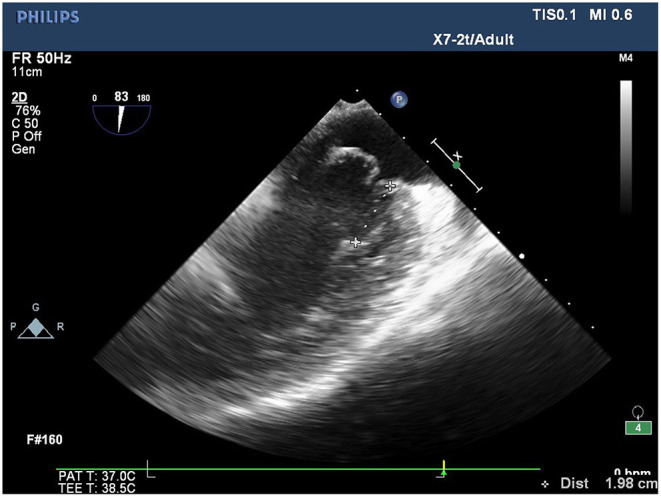 PHILIPS
TIS0.1 MI 0.6
X7-2t/Adult
FR 50Hz
11cm
M4
2D
76%
C 50
P Off
Gen
0 83 180
P
X
G
P R
F#160
4
PAT T: 37.0C
TEE T: 38.5C
0 bpm
Dist 1.98 cm